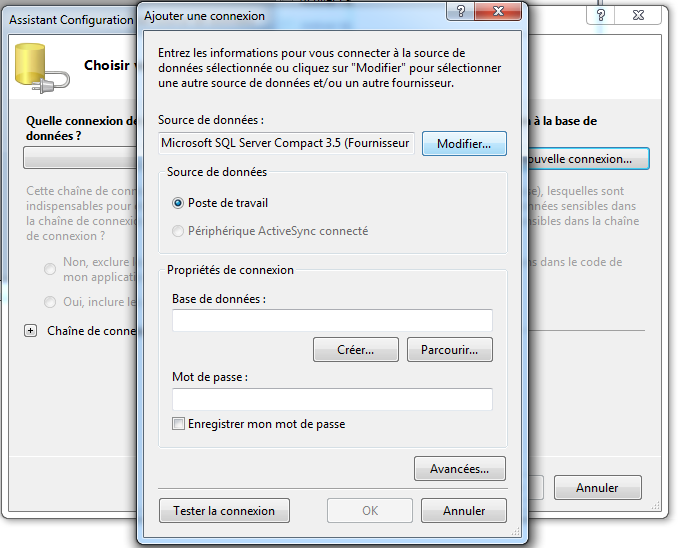 Assistant Configuration
Ajouter une connexion
Choisir
Entrez les informations pour vous connecter à la source de
données sélectionnée ou cliquez sur "Modifier" pour sélectionner
une autre source de données et/ou un autre fournisseur.
Quelle connexion de
données ?
à la base de
Source de données :
Microsoft SQL Server Compact 3.5 (Fournisseur
Modifier...
ouvelle connexion...
Source de données
Poste de travail
Périphérique ActiveSync connecté
Cette chaîne de conn
indispensables pour
la chaîne de connexion
de connexion ?
lesquelles sont
données sensibles dans
sensibles dans la chaîne
Non, exclure l
mon applicati
dans le code de
Oui, inclure le
Chaîne de conne
Propriétés de connexion
Base de données :
Créer...
Parcourir...
Mot de passe :
Enregistrer mon mot de passe
Avancées...
Tester la connexion
OK
Annuler
Annuler